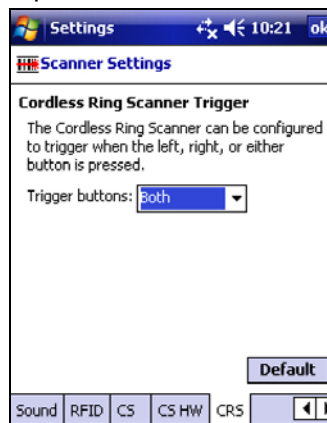 Settings 10:21 ok
Scanner Settings
Cordless Ring Scanner Trigger
The Cordless Ring Scanner can be configured
to trigger when the left, right, or either
button is pressed.
Trigger buttons: Both
Default
Sound RFID CS CS HW CRS